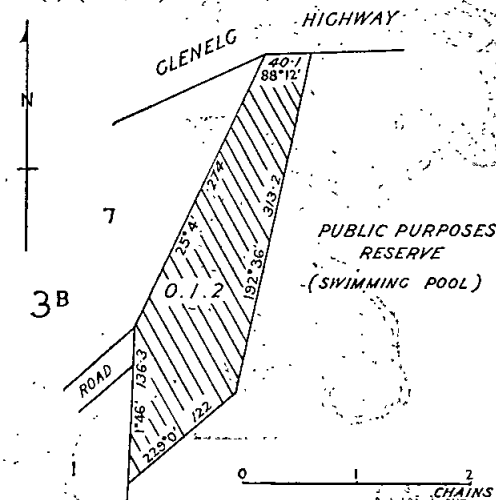 GLENELG HIGHWAY
40·1
88°12'
N
274
25°4'
313·2
192°36'
7
PUBLIC PURPOSES
RESERVE
(SWIMMING POOL)
3B
0.1.2
ROAD
136·3
1°46'
122
229°0'
0 1 2
CHAINS